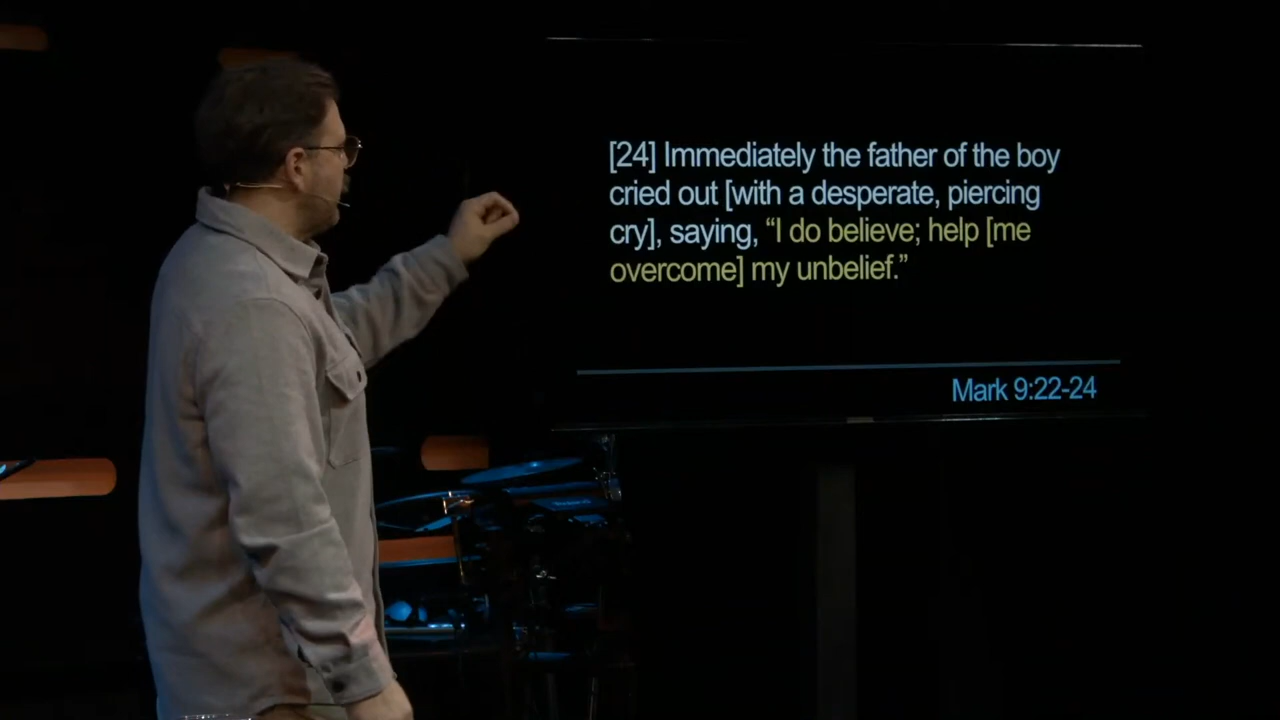 [24] Immediately the father of the boy
cried out [with a desperate, piercing
cry], saying, “I do believe; help [me
overcome] my unbelief.”
Mark 9:22-24